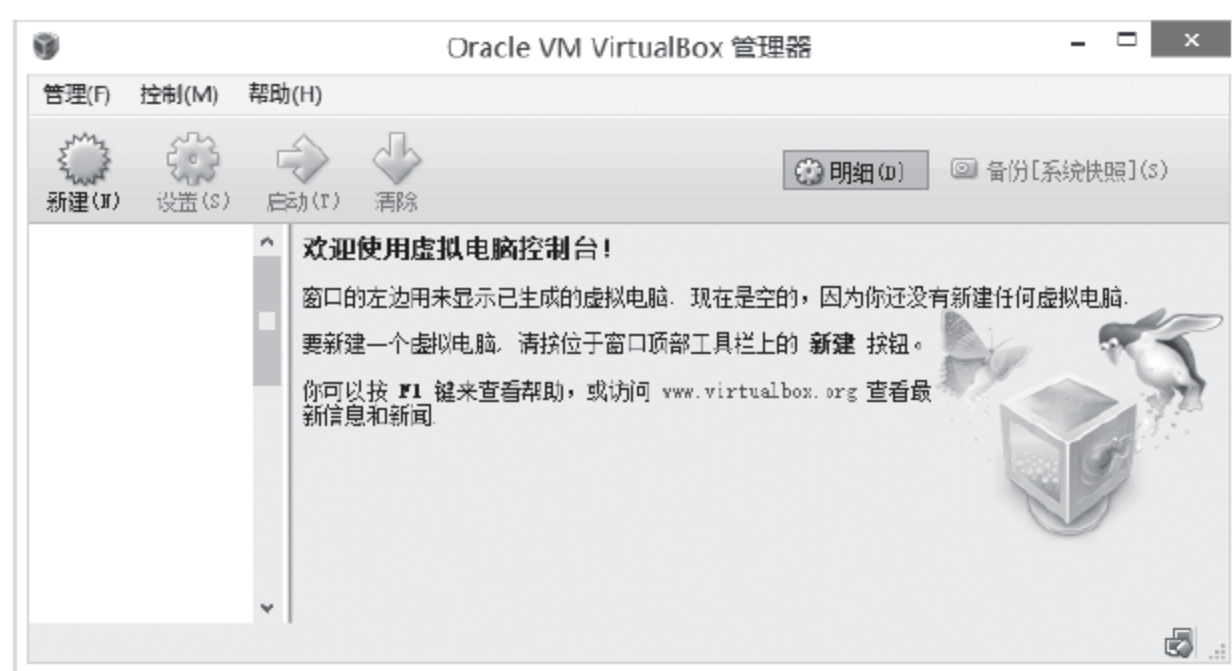 Oracle VM VirtualBox 管理器
管理(F) 控制(M) 帮助(H)
新建(N) 设置(S) 启动(T) 清除 明细(D) 备份[系统快照](S)
欢迎使用虚拟电脑控制台!
窗口的左边用来显示已生成的虚拟电脑. 现在是空的,因为你还没有新建任何虚拟电脑.
要新建一个虚拟电脑, 请按位于窗口顶部工具栏上的 新建 按钮。
你可以按 F1 键来查看帮助,或访问 www.virtualbox.org 查看最
新信息和新闻.